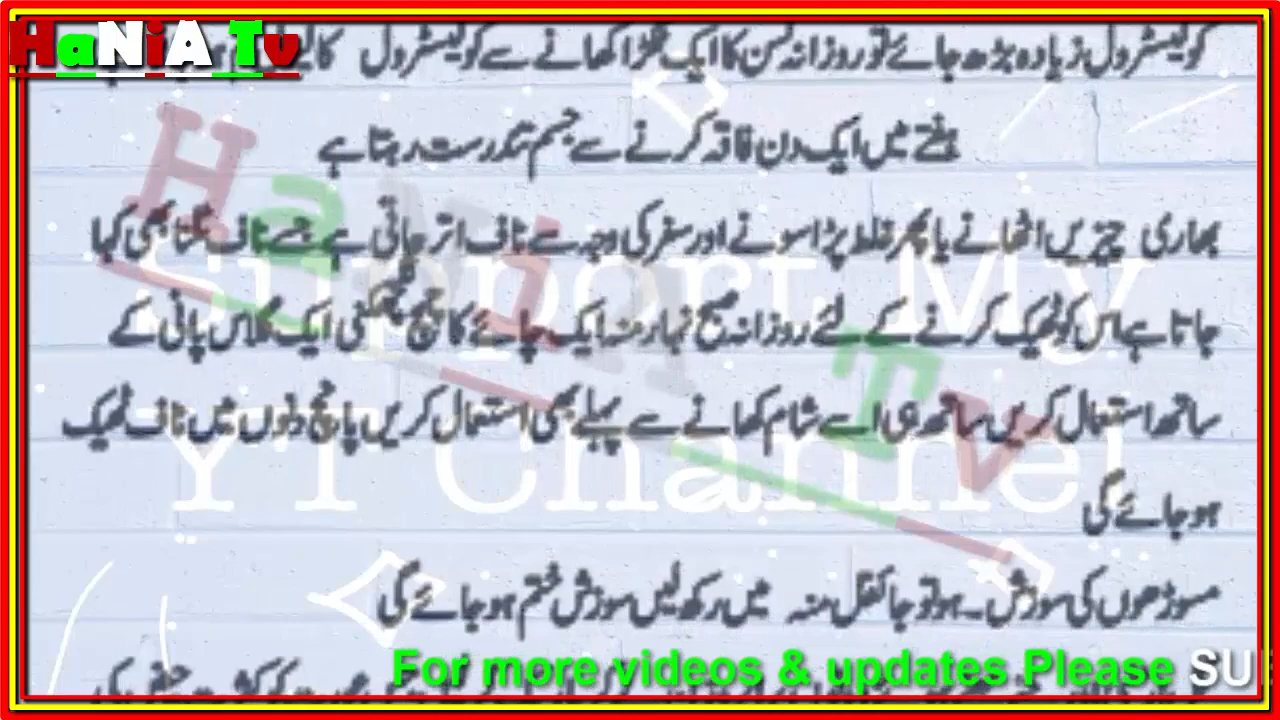 HaNiA Tv
کولیسٹرول زیادہ بڑھ جائے تو روزانہ لسن کا ایک ٹکڑا کھانے سے کولیسٹرول
ہفتے میں ایک دن فاقہ کرنے سے جسم تندرست رہتا ہے
بھاری چیزیں اٹھانے یا پھر غلط پڑا سونے اور سفر کی وجہ سے ناف اتر جاتی ہے جسے ناف ٹلنا بھی کہا
جاتا ہے اس کو ٹھیک کرنے کے لئے روزانہ صبح نہار منہ ایک چائے کا چمچ پھٹکی ایک گلاس پانی کے
ساتھ استعمال کریں ساتھ ہی اسے شام کھانے سے پہلے بھی استعمال کریں پانچ دنوں میں ناف ٹھیک
ہو جائے گی
مسوڑھوں کی سوزش۔ ہو تو جائفل منہ میں رکھ لیں سوزش ختم ہو جائے گی
HaNiA Tv
Support My
YT Channel
For more videos & updates Please SU